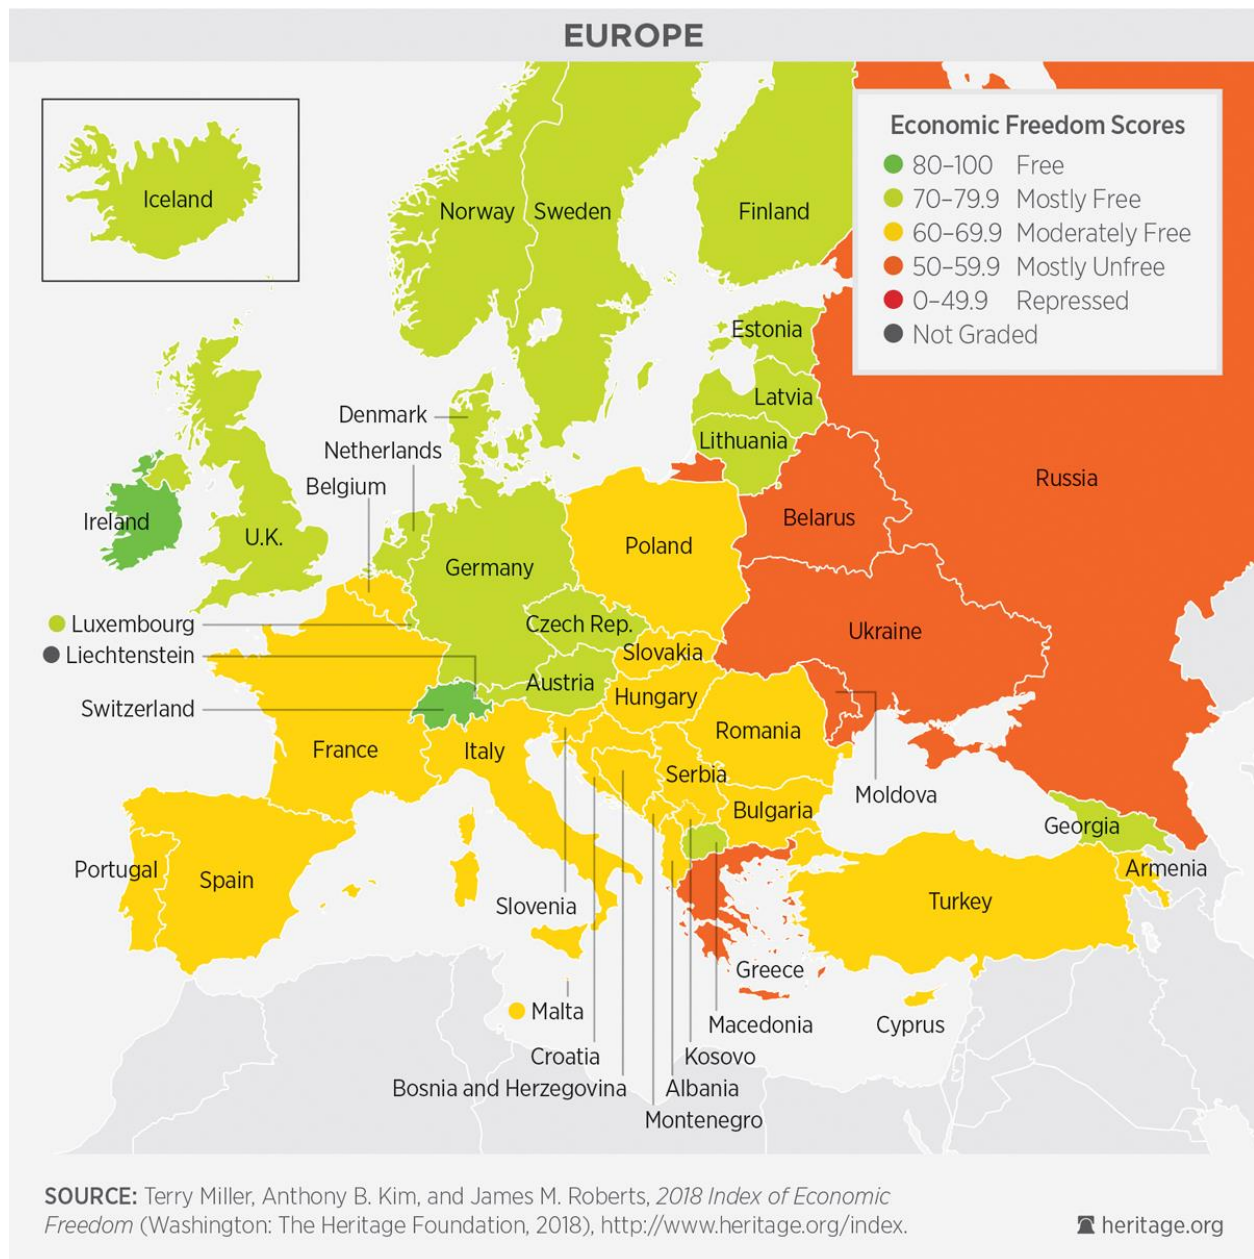 EUROPE
Economic Freedom Scores
80–100 Free
70–79.9 Mostly Free
60–69.9 Moderately Free
50–59.9 Mostly Unfree
0–49.9 Repressed
Not Graded
Iceland
Norway
Sweden
Finland
Estonia
Latvia
Lithuania
Denmark
Netherlands
Belgium
Ireland
U.K.
Germany
Poland
Belarus
Russia
Luxembourg
Liechtenstein
Switzerland
Czech Rep.
Slovakia
Ukraine
Austria
Hungary
France
Italy
Romania
Serbia
Moldova
Bulgaria
Georgia
Armenia
Portugal
Spain
Slovenia
Turkey
Greece
Malta
Macedonia
Cyprus
Croatia
Kosovo
Bosnia and Herzegovina
Albania
Montenegro
SOURCE: Terry Miller, Anthony B. Kim, and James M. Roberts, 2018 Index of Economic
Freedom (Washington: The Heritage Foundation, 2018), http://www.heritage.org/index.
heritage.org